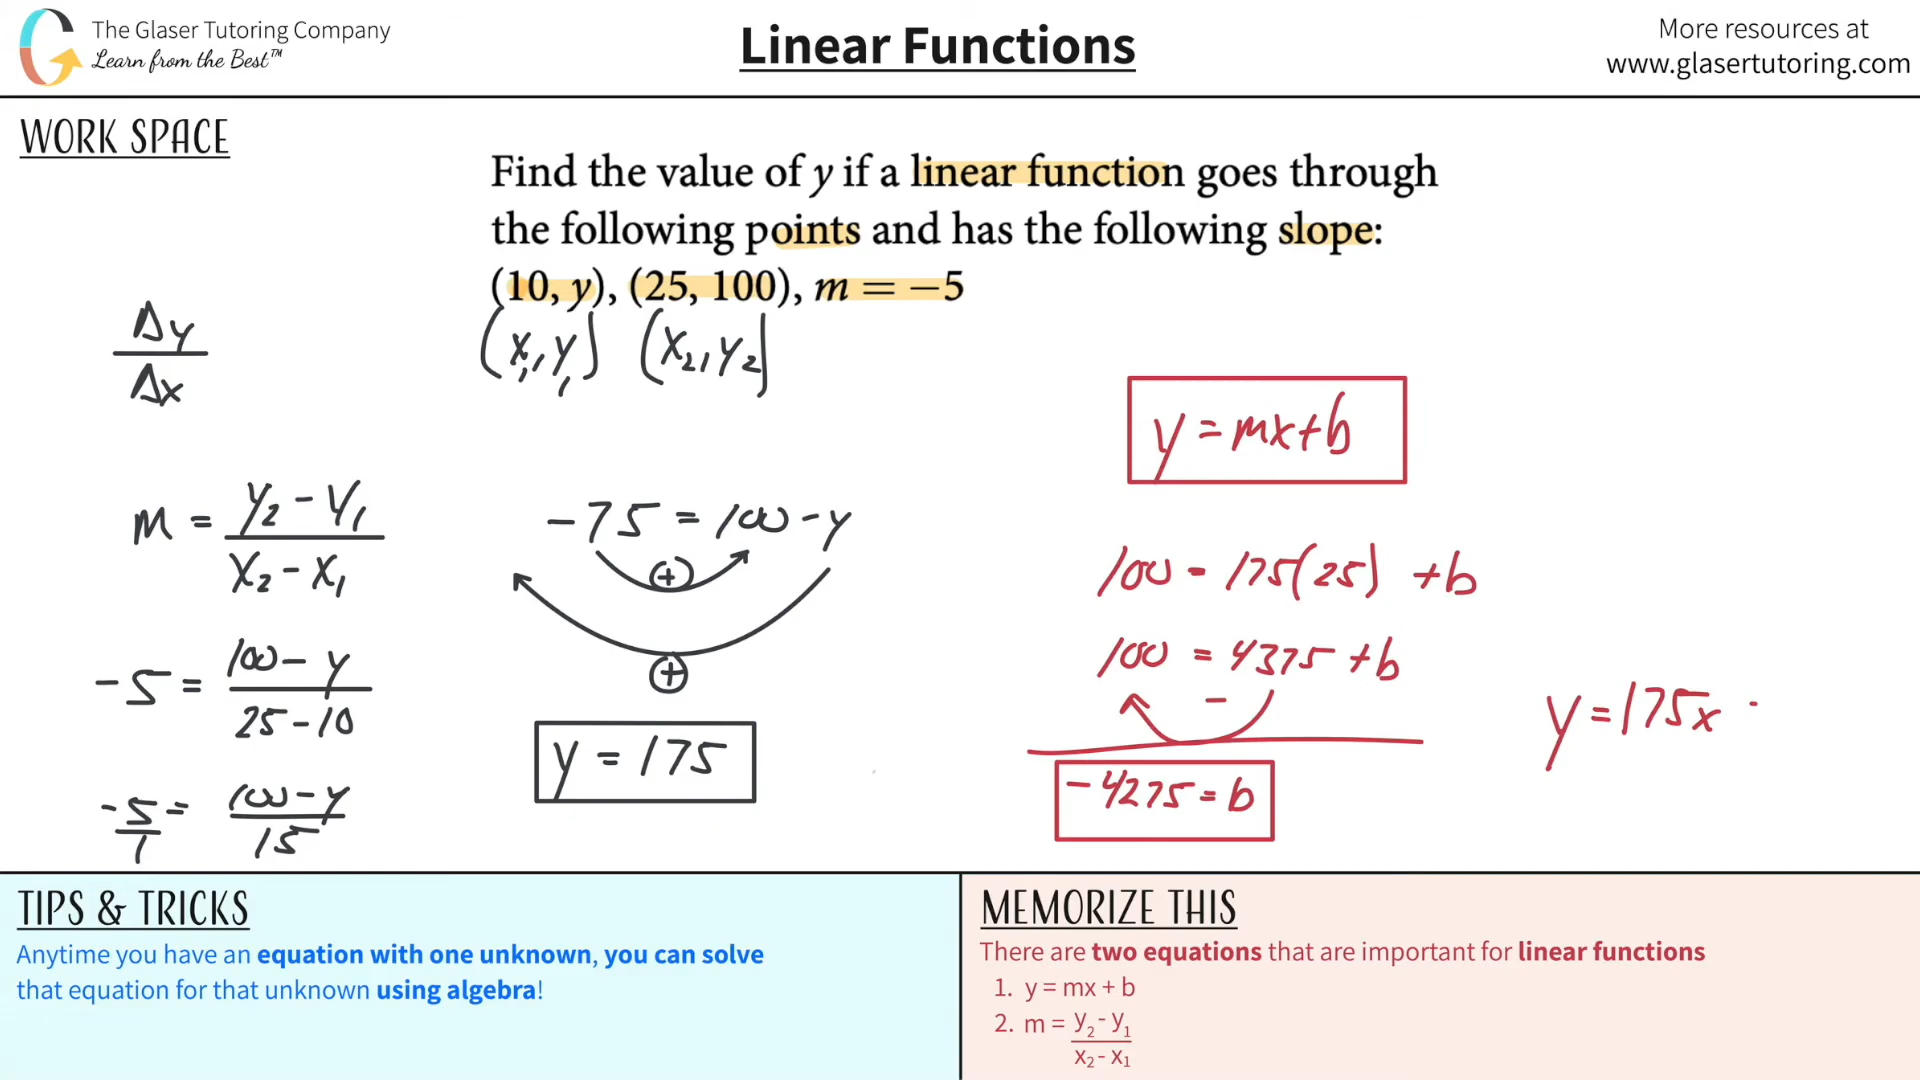 The Glaser Tutoring Company
Learn from the Best™
Linear Functions
More resources at
www.glasertutoring.com
WORK SPACE
Find the value of y if a linear function goes through
the following points and has the following slope:
(10, y), (25, 100), m = −5
(x₁, y₁) (x₂, y₂)
Δy
Δx
m = y₂ - y₁
x₂ - x₁
-5 = 100 - y
25 - 10
-5 = 100 - y
1 15
-75 = 100 - y
+
+
y = 175
y = mx + b
100 = 175(25) + b
100 = 4375 + b
-
-4275 = b
y = 175x -
TIPS & TRICKS
Anytime you have an equation with one unknown, you can solve
that equation for that unknown using algebra!
MEMORIZE THIS
There are two equations that are important for linear functions
1. y = mx + b
2. m = y₂ - y₁
x₂ - x₁